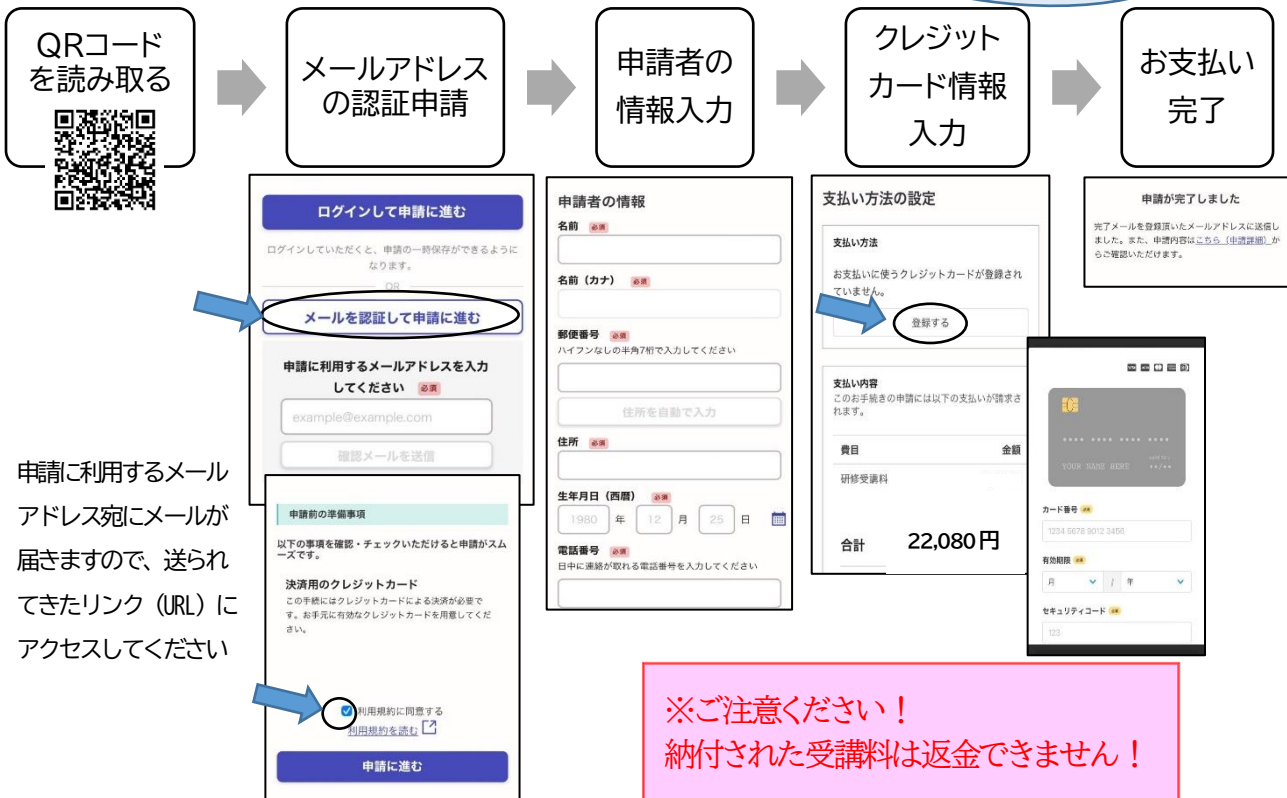 QRコード
を読み取る
メールアドレス
の認証申請
申請者の
情報入力
クレジット
カード情報
入力
お支払い
完了
ログインして申請に進む
ログインしていただくと、申請の一時保存ができるように
なります。
OR
メールを認証して申請に進む
申請に利用するメールアドレスを入力
してください 必須
example@example.com
確認メールを送信
申請に利用するメール
アドレス宛にメールが
届きますので、送られ
てきたリンク（URL）に
アクセスしてください
申請前の準備事項
以下の事項を確認・チェックいただけると申請がスム
ーズです。
決済用のクレジットカード
この手続にはクレジットカードによる決済が必要で
す。お手元に有効なクレジットカードを用意してくだ
さい。
利用規約に同意する
利用規約を読む
申請に進む
申請者の情報
名前 必須
名前（カナ） 必須
郵便番号 必須
ハイフンなしの半角7桁で入力してください
住所を自動で入力
住所 必須
生年月日（西暦） 必須
1980 年 12 月 25 日
電話番号 必須
日中に連絡が取れる電話番号を入力してください
支払い方法の設定
支払い方法
お支払いに使うクレジットカードが登録され
ていません。
登録する
支払い内容
このお手続きの申請には以下の支払いが請求さ
れます。
費目 金額
研修受講料
合計 22,080円
申請が完了しました
完了メールを登録頂いたメールアドレスに送信し
ました。また、申請内容はこちら（申請詳細）か
らご確認いただけます。
YOUR NAME HERE ••/••
カード番号 必須
1234 5678 9012 3456
有効期限 必須
月 / 年
セキュリティコード 必須
123
※ご注意ください！
納付された受講料は返金できません！